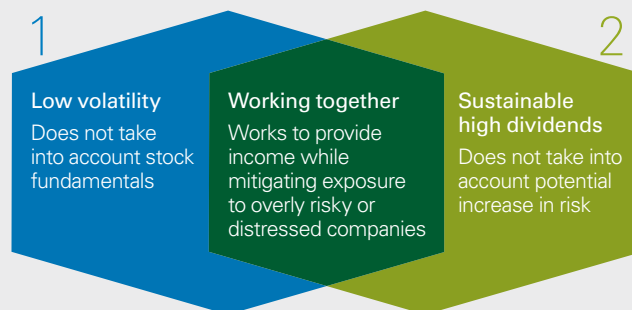 1
Low volatility
Does not take
into account stock
fundamentals
Working together
Works to provide
income while
mitigating exposure
to overly risky or
distressed companies
2
Sustainable
high dividends
Does not take into
account potential
increase in risk